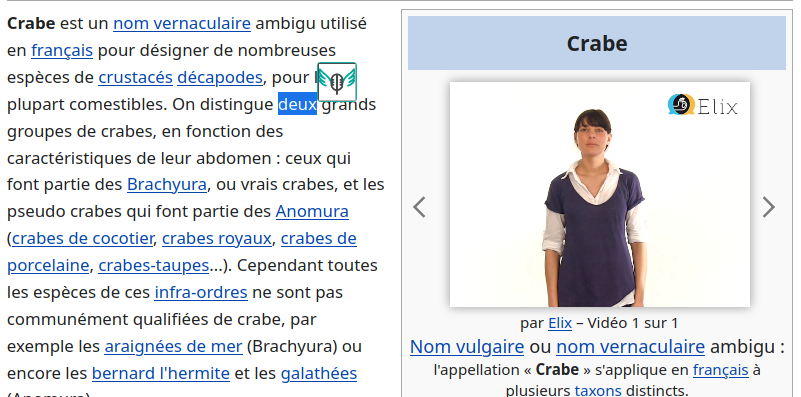 Crabe est un nom vernaculaire ambigu utilisé
en français pour désigner de nombreuses
espèces de crustacés décapodes, pour
plupart comestibles. On distingue deux grands
groupes de crabes, en fonction des
caractéristiques de leur abdomen : ceux qui
font partie des Brachyura, ou vrais crabes, et les
pseudo crabes qui font partie des Anomura
(crabes de cocotier, crabes royaux, crabes de
porcelaine, crabes-taupes…). Cependant toutes
les espèces de ces infra-ordres ne sont pas
communément qualifiées de crabe, par
exemple les araignées de mer (Brachyura) ou
encore les bernard l'hermite et les galathées
Crabe
Elix
par Elix – Vidéo 1 sur 1
Nom vulgaire ou nom vernaculaire ambigu :
l'appellation « Crabe » s'applique en français à
plusieurs taxons distincts.